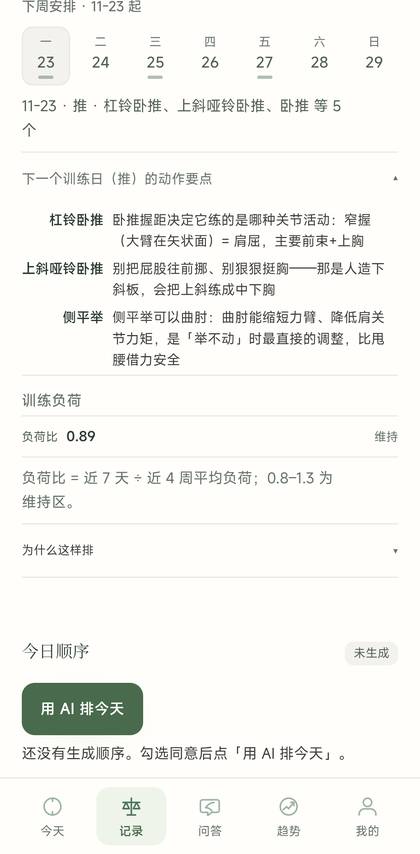 下周安排 · 11-23 起
一 二 三 四 五 六 日
23 24 25 26 27 28 29
11-23 · 推 · 杠铃卧推、上斜哑铃卧推、卧推 等 5
个
下一个训练日（推）的动作要点
杠铃卧推 卧推握距决定它练的是哪种关节活动：窄握
（大臂在矢状面）= 肩屈，主要前束+上胸
上斜哑铃卧推 别把屁股往前挪、别狠狠挺胸——那是人造下
斜板，会把上斜练成中下胸
侧平举 侧平举可以曲肘：曲肘能缩短力臂、降低肩关
节力矩，是「举不动」时最直接的调整，比甩
腰借力安全
训练负荷
负荷比 0.89 维持
负荷比 = 近 7 天 ÷ 近 4 周平均负荷；0.8–1.3 为
维持区。
为什么这样排
今日顺序 未生成
用 AI 排今天
还没有生成顺序。勾选同意后点「用 AI 排今天」。
今天 记录 问答 趋势 我的